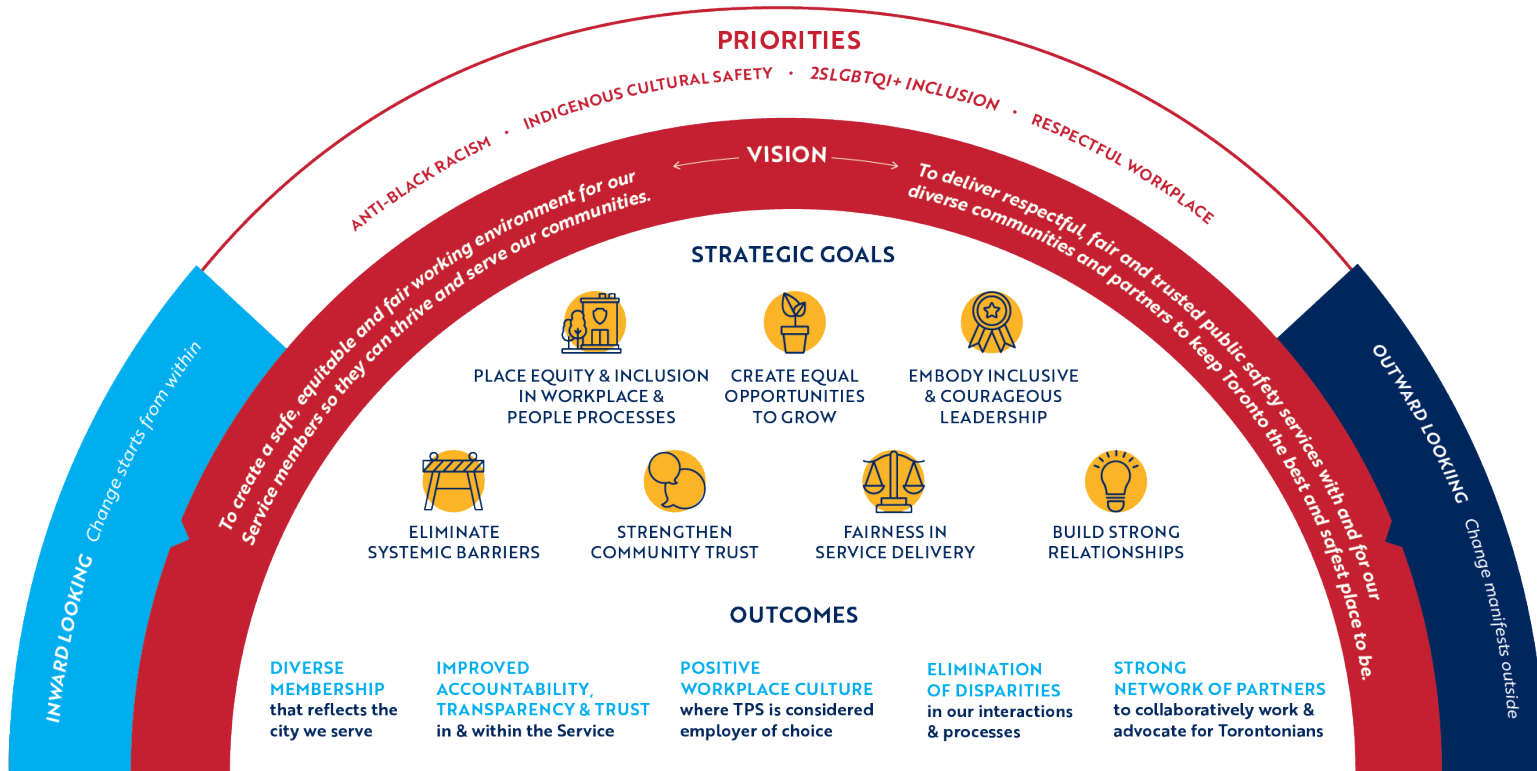 PRIORITIES
ANTI-BLACK RACISM • INDIGENOUS CULTURAL SAFETY • 2SLGBTQI+ INCLUSION • RESPECTFUL WORKPLACE
VISION
To create a safe, equitable and fair working environment for our
Service members so they can thrive and serve our communities.
To deliver respectful, fair and trusted public safety services with and for our
diverse communities and partners to keep Toronto the best and safest place to be.
INWARD LOOKING Change starts from within
OUTWARD LOOKIING Change manifests outside
STRATEGIC GOALS
PLACE EQUITY & INCLUSION
IN WORKPLACE &
PEOPLE PROCESSES
CREATE EQUAL
OPPORTUNITIES
TO GROW
EMBODY INCLUSIVE
& COURAGEOUS
LEADERSHIP
ELIMINATE
SYSTEMIC BARRIERS
STRENGTHEN
COMMUNITY TRUST
FAIRNESS IN
SERVICE DELIVERY
BUILD STRONG
RELATIONSHIPS
OUTCOMES
DIVERSE
MEMBERSHIP
that reflects the
city we serve
IMPROVED
ACCOUNTABILITY,
TRANSPARENCY & TRUST
in & within the Service
POSITIVE
WORKPLACE CULTURE
where TPS is considered
employer of choice
ELIMINATION
OF DISPARITIES
in our interactions
& processes
STRONG
NETWORK OF PARTNERS
to collaboratively work &
advocate for Torontonians